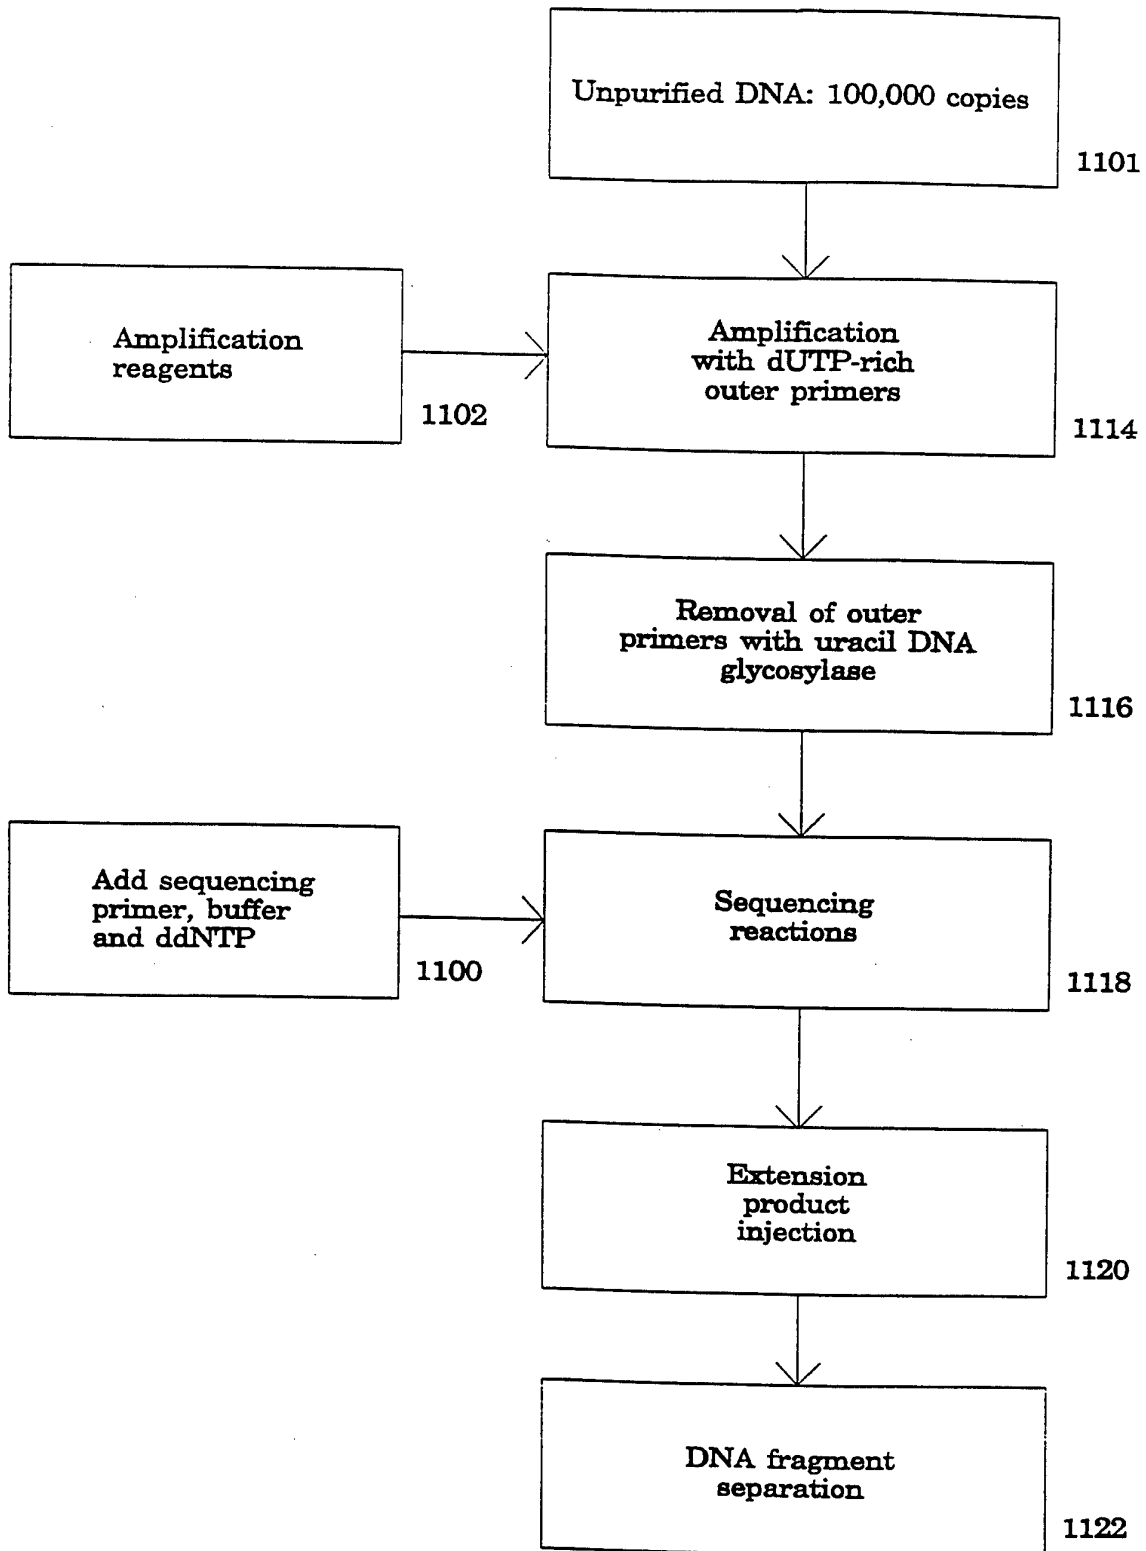 Unpurified DNA: 100,000 copies
1101
Amplification
reagents
1102
Amplification
with dUTP-rich
outer primers
1114
Removal of outer
primers with uracil DNA
glycosylase
1116
Add sequencing
primer, buffer
and ddNTP
1100
Sequencing
reactions
1118
Extension
product
injection
1120
DNA fragment
separation
1122